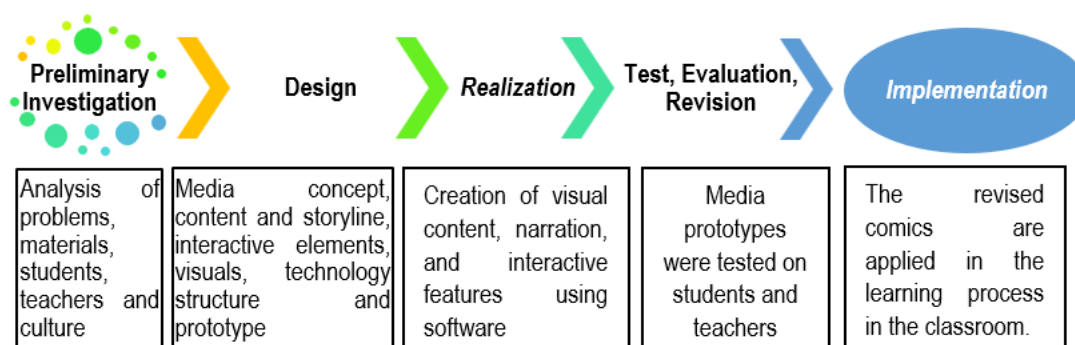 Preliminary
Investigation
Design
Realization
Test, Evaluation,
Revision
Implementation
Analysis of
problems,
materials,
students,
teachers and
culture
Media concept,
content and storyline,
interactive elements,
visuals, technology
structure and
prototype
Creation of visual
content, narration,
and interactive
features using
software
Media
prototypes
were tested on
students and
teachers
The revised
comics are
applied in the
learning process
in the classroom.